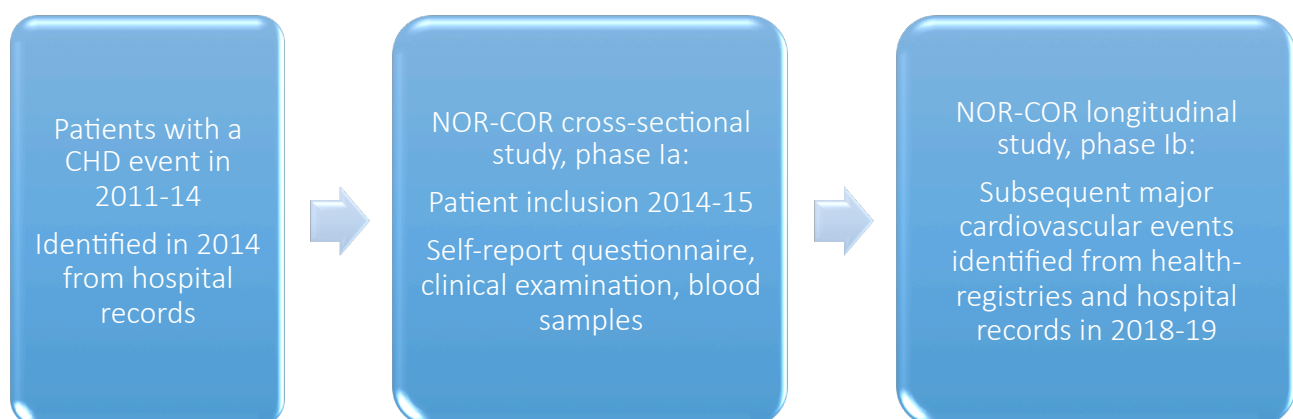 Patients with a
CHD event in
2011-14
Identified in 2014
from hospital
records
NOR-COR cross-sectional
study, phase Ia:
Patient inclusion 2014-15
Self-report questionnaire,
clinical examination, blood
samples
NOR-COR longitudinal
study, phase Ib:
Subsequent major
cardiovascular events
identified from health-
registries and hospital
records in 2018-19